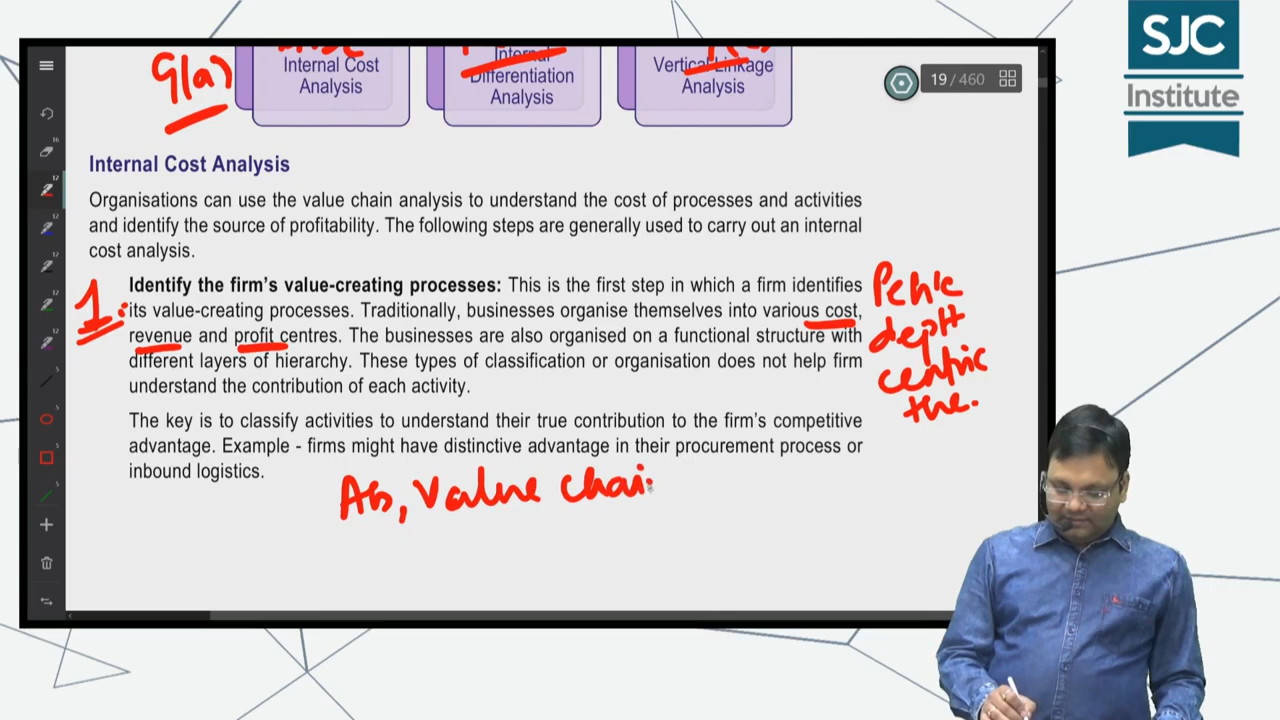 SJC
Institute
9(a)
Internal Cost
Analysis
Internal
Differentiation
Analysis
Vertical Linkage
Analysis
19 / 460
Internal Cost Analysis
Organisations can use the value chain analysis to understand the cost of processes and activities
and identify the source of profitability. The following steps are generally used to carry out an internal
cost analysis.
1.
Identify the firm's value-creating processes: This is the first step in which a firm identifies
its value-creating processes. Traditionally, businesses organise themselves into various cost,
revenue and profit centres. The businesses are also organised on a functional structure with
different layers of hierarchy. These types of classification or organisation does not help firm
understand the contribution of each activity.
Pehle
deptt
centric
the.
The key is to classify activities to understand their true contribution to the firm's competitive
advantage. Example - firms might have distinctive advantage in their procurement process or
inbound logistics.
Ab, Value chai